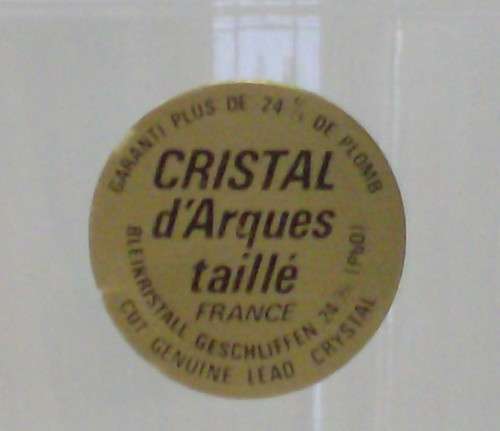 GARANTI PLUS DE 24 % DE PLOMB
CRISTAL
d'Arques
taillé
FRANCE
BLEIKRISTALL GESCHLIFFEN 24 % (PbO)
CUT GENUINE LEAD CRYSTAL